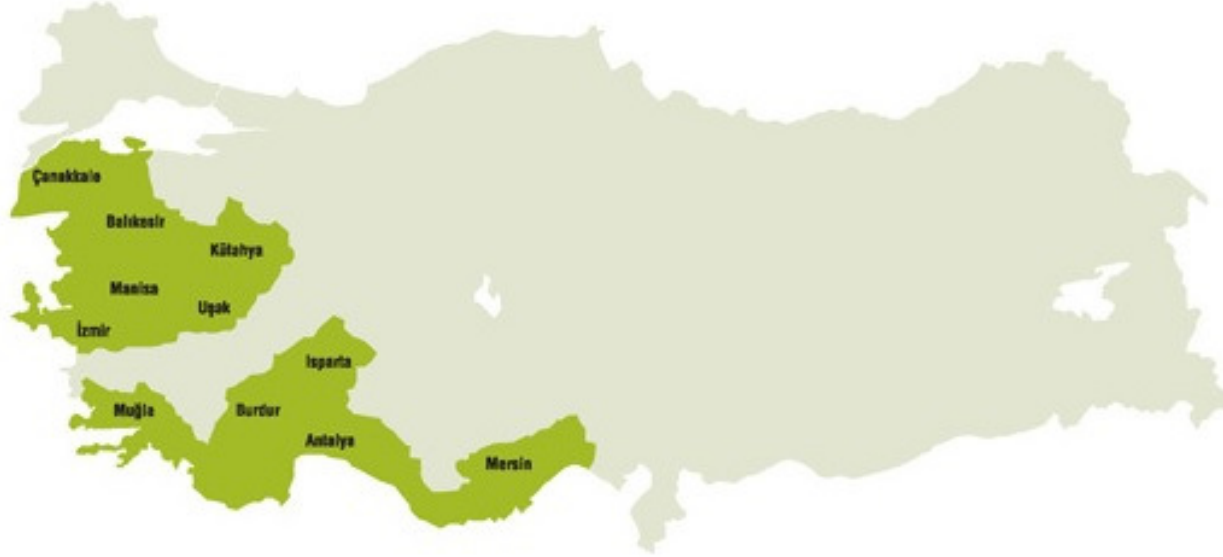 Çanakkale
Balıkesir
Kütahya
Manisa
Uşak
İzmir
Isparta
Muğla
Burdur
Antalya
Mersin